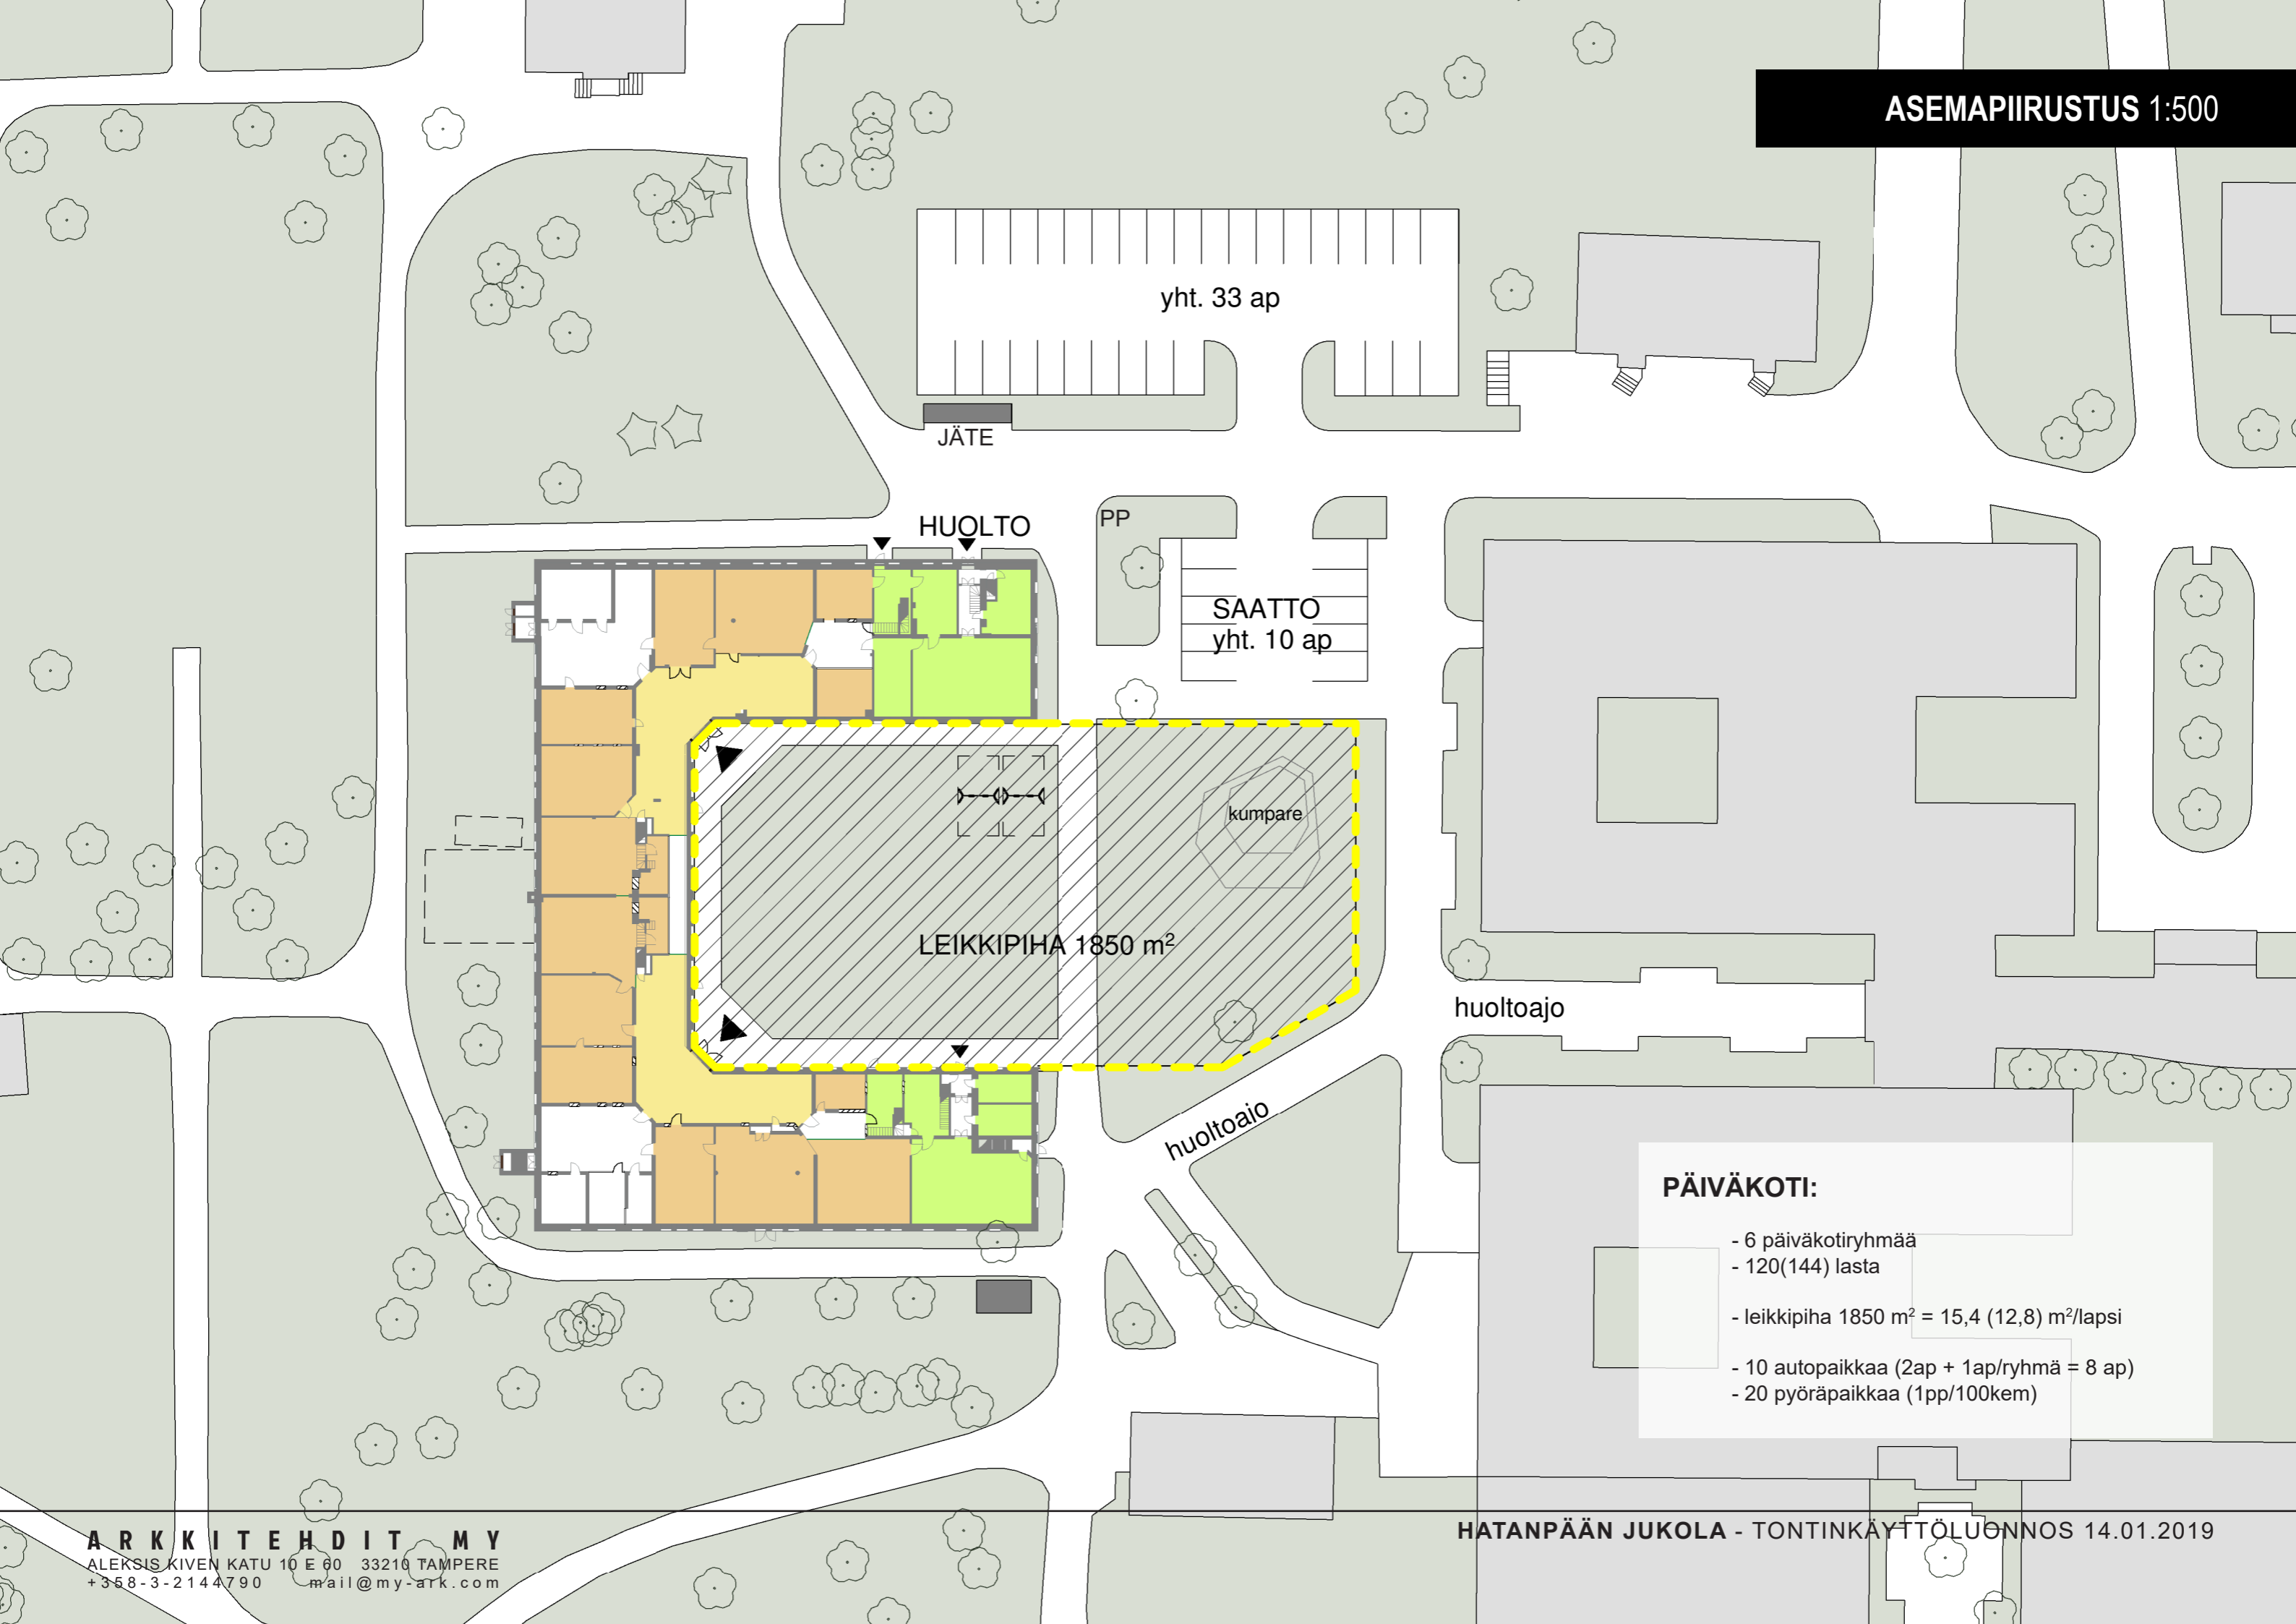 ASEMAPIIRUSTUS 1:500
yht. 33 ap
JÄTE
HUOLTO
PP
SAATTO
yht. 10 ap
kumpare
LEIKKIPIHA 1850 m²
huoltoajo
huoltoajo
PÄIVÄKOTI:
- 6 päiväkotiryhmää
- 120(144) lasta
- leikkipiha 1850 m² = 15,4 (12,8) m²/lapsi
- 10 autopaikkaa (2ap + 1ap/ryhmä = 8 ap)
- 20 pyöräpaikkaa (1pp/100kem)
HATANPÄÄN JUKOLA - TONTINKÄYTTÖLUONNOS 14.01.2019
ARKKITEHDIT MY
ALEKSIS KIVEN KATU 10 E 60 33210 TAMPERE
+358-3-2144790 mail@my-ark.com